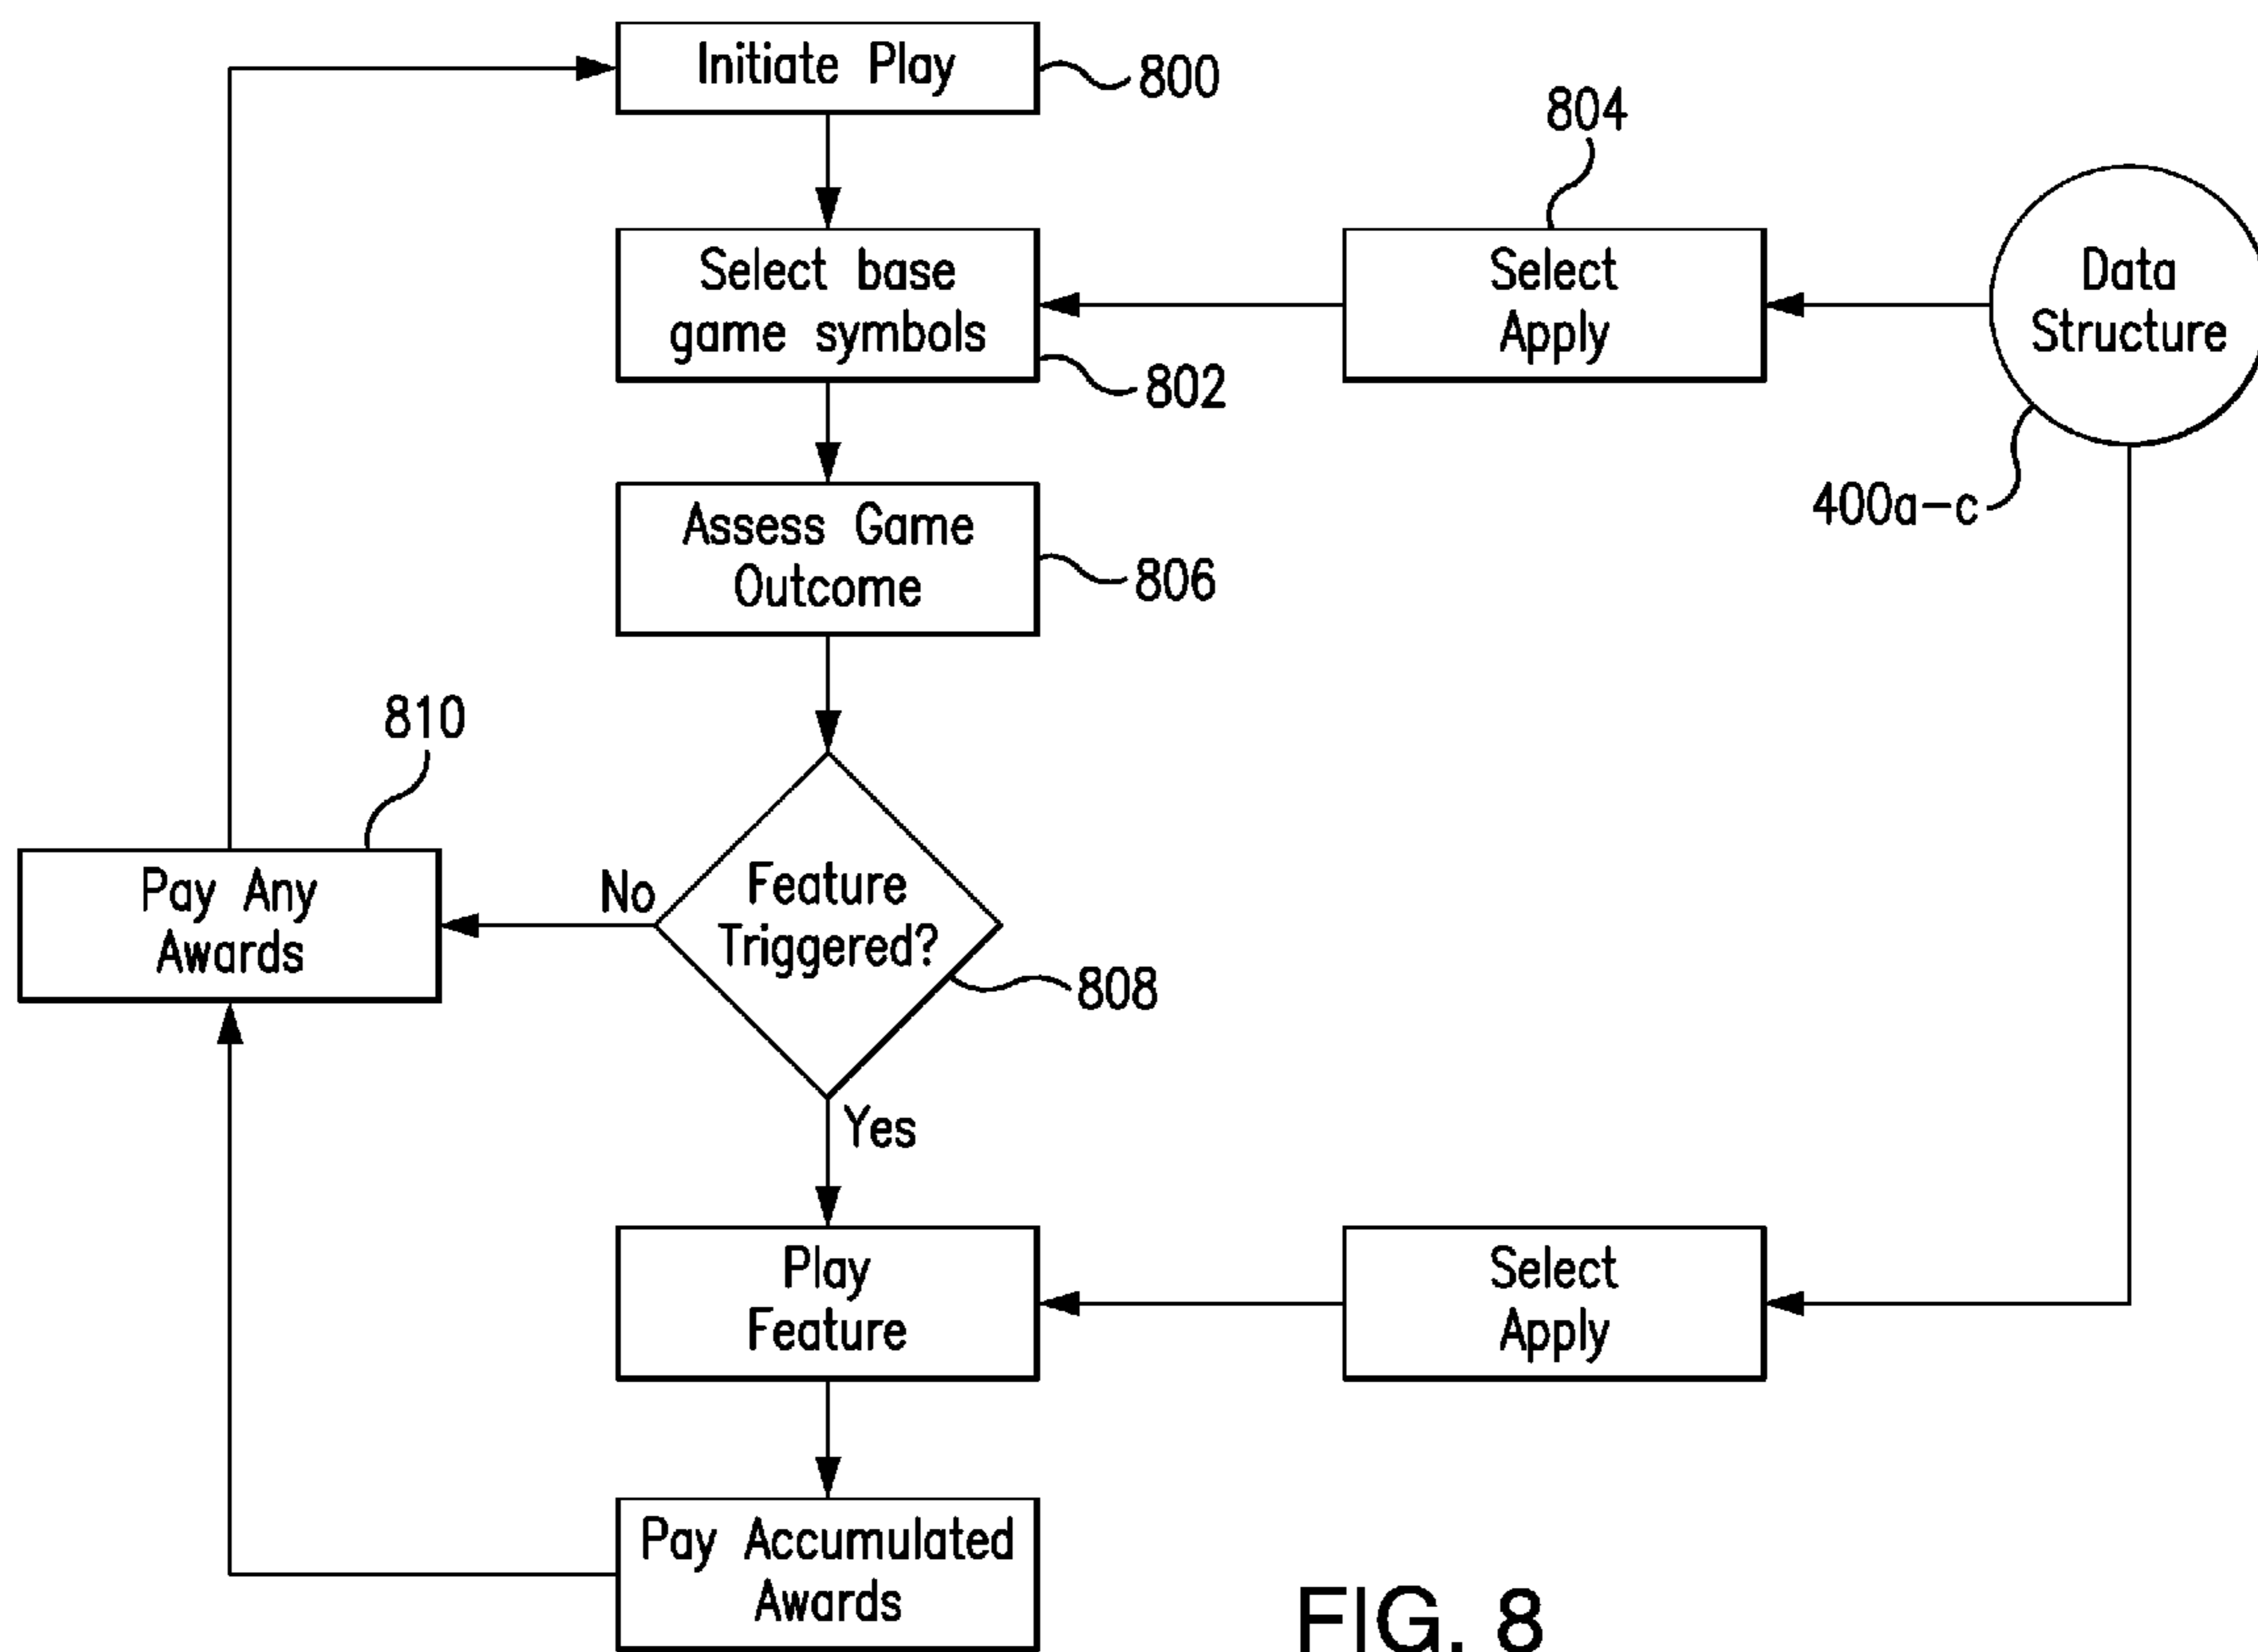 Initiate Play
800
804
Select base
game symbols
802
Select
Apply
Data
Structure
400a-c
Assess Game
Outcome
806
810
Pay Any
Awards
No
Feature
Triggered?
808
Yes
Play
Feature
Select
Apply
Pay Accumulated
Awards
FIG. 8